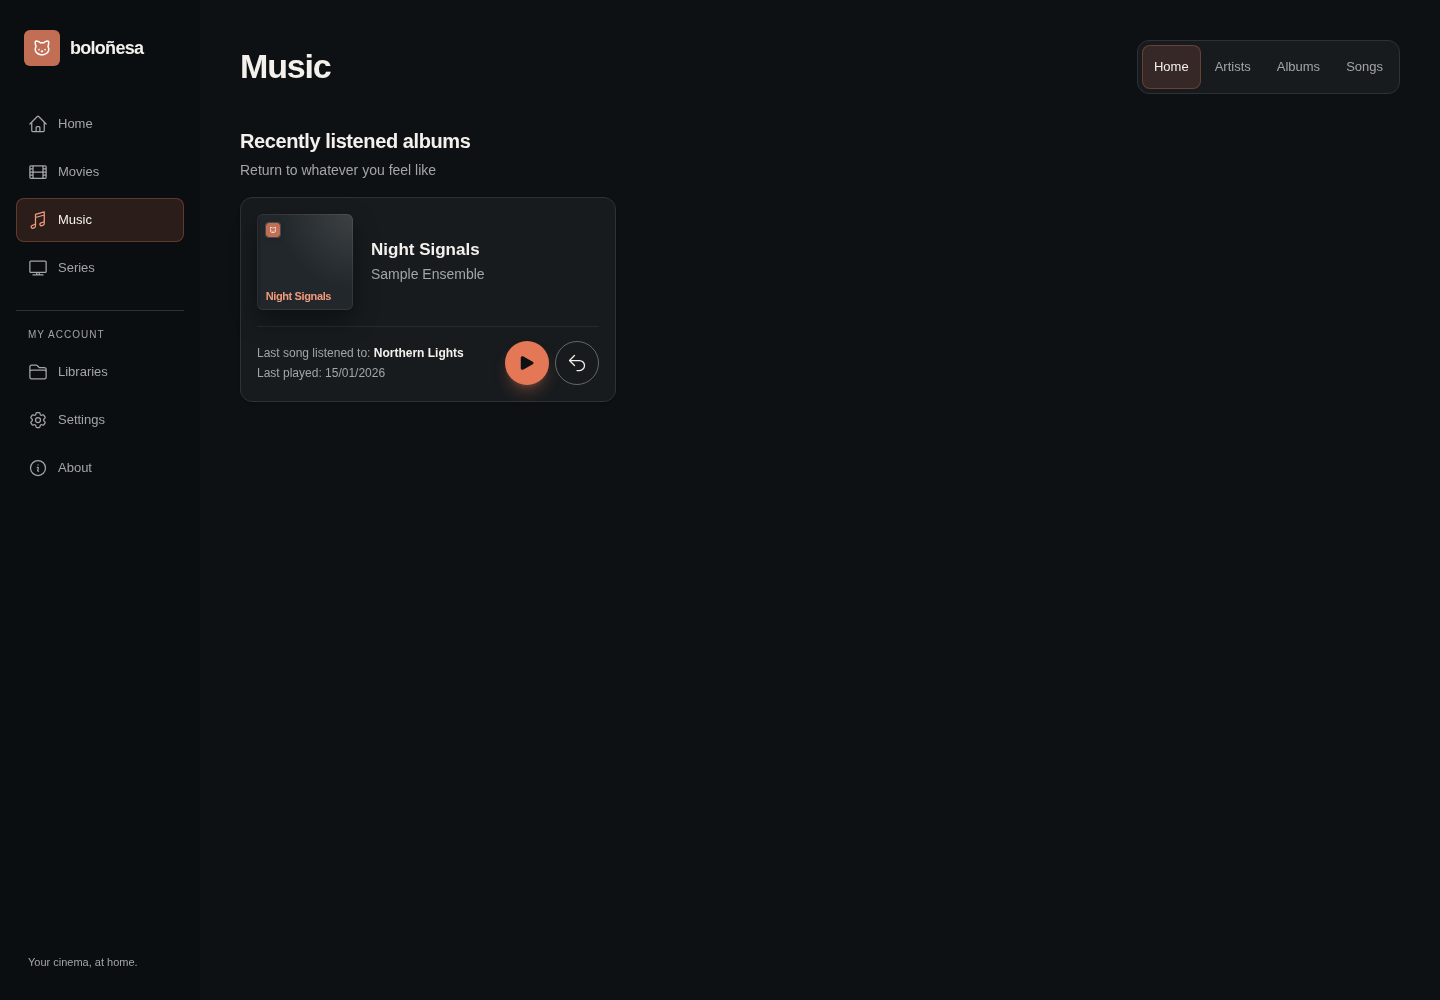 boloñesa
Home
Movies
Music
Series
MY ACCOUNT
Libraries
Settings
About
Your cinema, at home.
Music
Home Artists Albums Songs
Recently listened albums
Return to whatever you feel like
Night Signals
Night Signals
Sample Ensemble
Last song listened to: Northern Lights
Last played: 15/01/2026